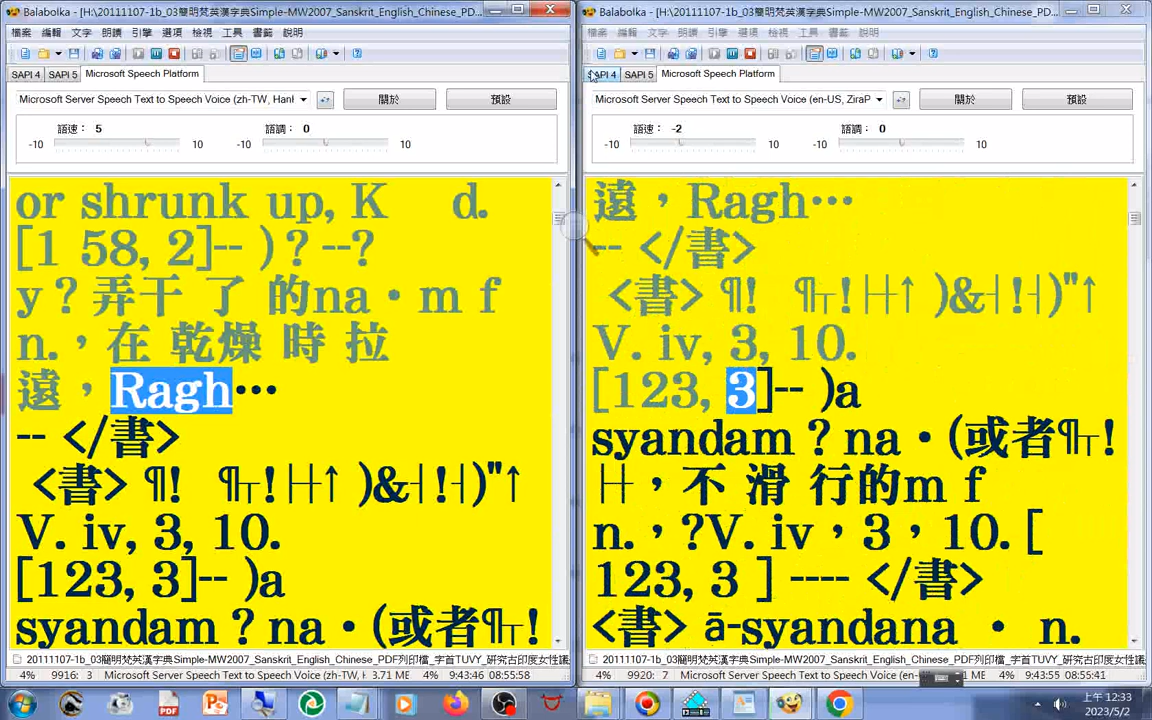 Balabolka - [H:\20111107-1b_03簡明梵英漢字典Simple-MW2007_Sanskrit_English_Chinese_PD...
檔案 編輯 文字 朗讀 引擎 選項 檢視 工具 書籤 說明
SAPI 4 SAPI 5 Microsoft Speech Platform
Microsoft Server Speech Text to Speech Voice (zh-TW, Hanl
關於 預設
語速： 5 語調： 0
-10 10 -10 10
or shrunk up, K d.
[1 58, 2]-- )？--?
y？弄干 了 的na・m f
n.，在 乾燥 時 拉
遠，Ragh…
-- </書>
<書> ¶! ¶┬!├┤↑ )&┤!┤)"↑
V. iv, 3, 10.
[123, 3]-- )a
syandam？na・(或者¶┬!
20111107-1b_03簡明梵英漢字典Simple-MW2007_Sanskrit_English_Chinese_PDF列印檔_字首TUVY_研究古印度女性議
4% 9916: 3 Microsoft Server Speech Text to Speech Voice (zh-TW, H 3.71 ME 4% 9:43:46 08:55:58
Balabolka - [H:\20111107-1b_03簡明梵英漢字典Simple-MW2007_Sanskrit_English_Chinese_PD...
檔案 編輯 文字 朗讀 引擎 選項 檢視 工具 書籤 說明
SAPI 4 SAPI 5 Microsoft Speech Platform
Microsoft Server Speech Text to Speech Voice (en-US, ZiraP
關於 預設
語速： -2 語調： 0
-10 10 -10 10
遠，Ragh…
-- </書>
<書> ¶! ¶┬!├┤↑ )&┤!┤)"↑
V. iv, 3, 10.
[123, 3]-- )a
syandam？na・(或者¶┬!
├┤，不 滑 行的m f
n.，?V. iv，3，10. [
123, 3 ] ---- </書>
<書> ā-syandana ・ n.
20111107-1b_03簡明梵英漢字典Simple-MW2007_Sanskrit_English_Chinese_PDF列印檔_字首TUVY_研究古印度女性議
4% 9920: 7 Microsoft Server Speech Text to Speech Voice (en-U 1 ME 4% 9:43:55 08:55:41
上午 12:33
2023/5/2